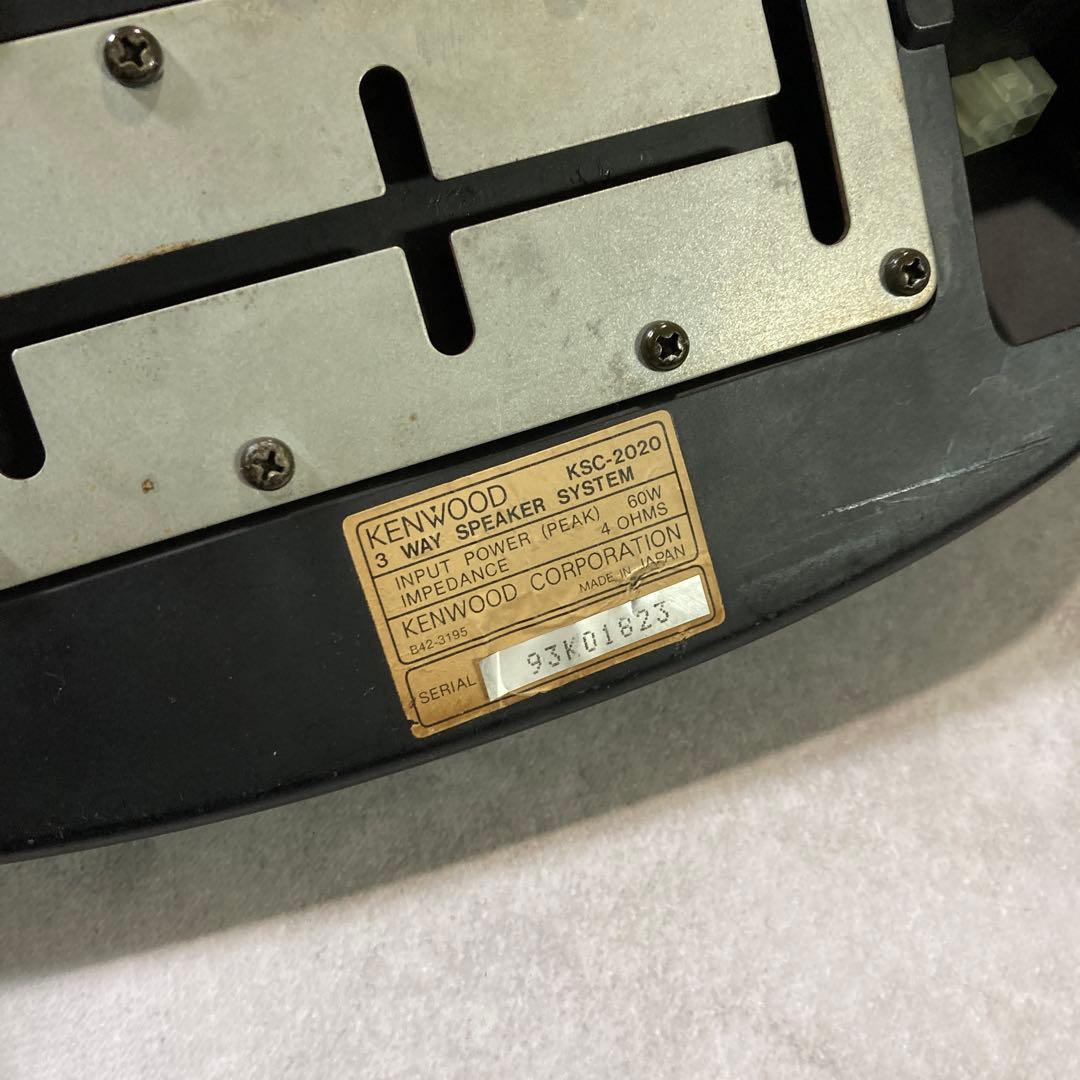 KENWOOD KSC-2020
3 WAY SPEAKER SYSTEM
INPUT POWER (PEAK) 60W
IMPEDANCE 4 OHMS
KENWOOD CORPORATION
B42-3195 MADE IN JAPAN
SERIAL 93K01823